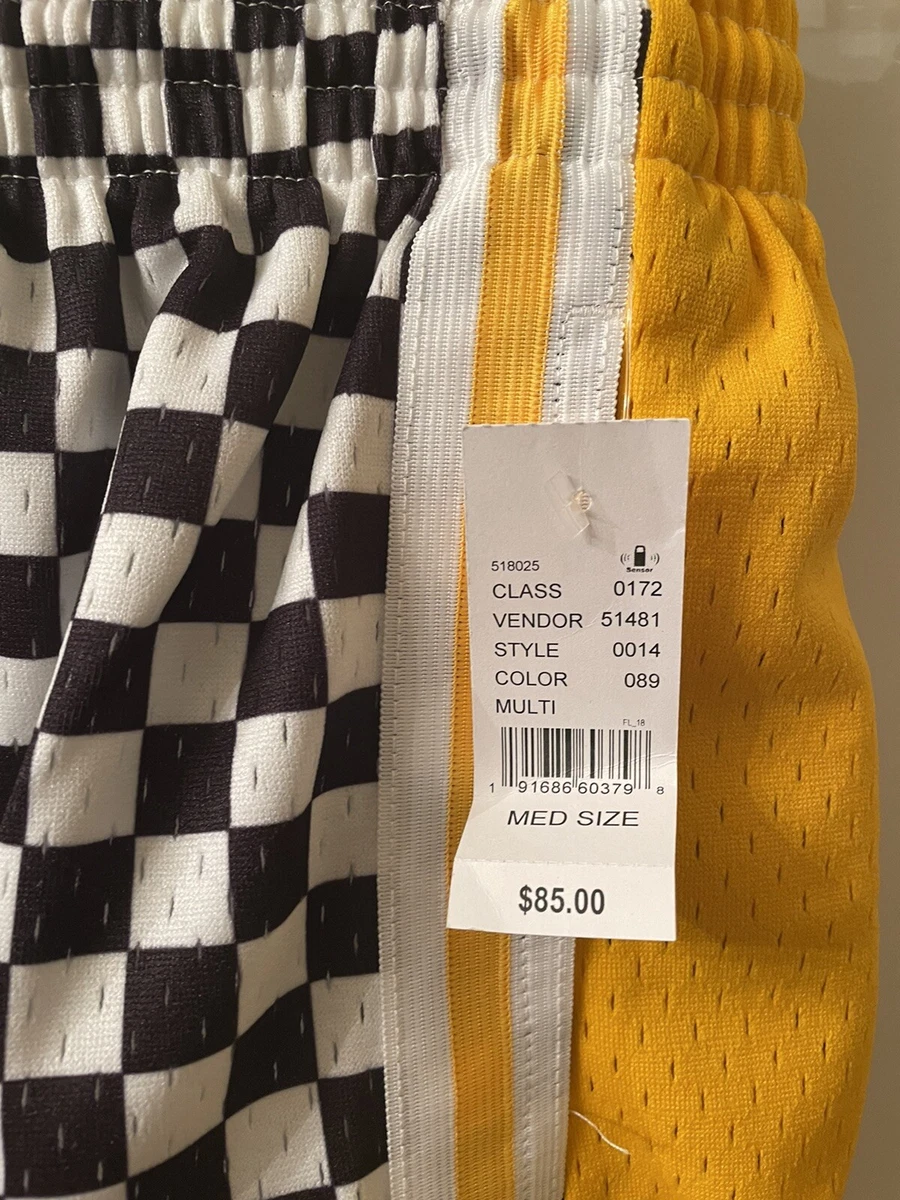 518025
Sensor
CLASS 0172
VENDOR 51481
STYLE 0014
COLOR 089
MULTI
FL_18
1 91686 60379 8
MED SIZE
$85.00